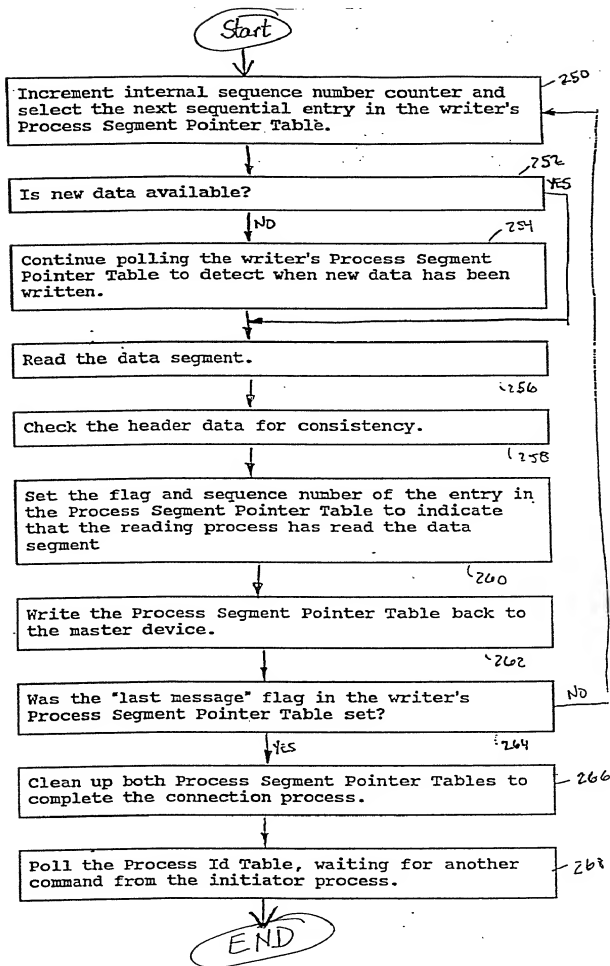 Start
250
Increment internal sequence number counter and
select the next sequential entry in the writer's
Process Segment Pointer Table.
252
Is new data available?
YES
NO
254
Continue polling the writer's Process Segment
Pointer Table to detect when new data has been
written.
Read the data segment.
256
Check the header data for consistency.
258
Set the flag and sequence number of the entry in
the Process Segment Pointer Table to indicate
that the reading process has read the data
segment
260
Write the Process Segment Pointer Table back to
the master device.
262
Was the "last message" flag in the writer's
Process Segment Pointer Table set?
NO
264
YES
Clean up both Process Segment Pointer Tables to
complete the connection process.
266
Poll the Process Id Table, waiting for another
command from the initiator process.
268
END